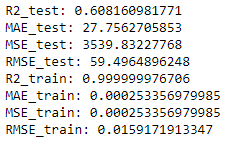 R2_test: 0.608160981771
MAE_test: 27.7562705853
MSE_test: 3539.83227768
RMSE_test: 59.4964896248
R2_train: 0.999999976706
MAE_train: 0.000253356979985
MSE_train: 0.000253356979985
RMSE_train: 0.0159171913347